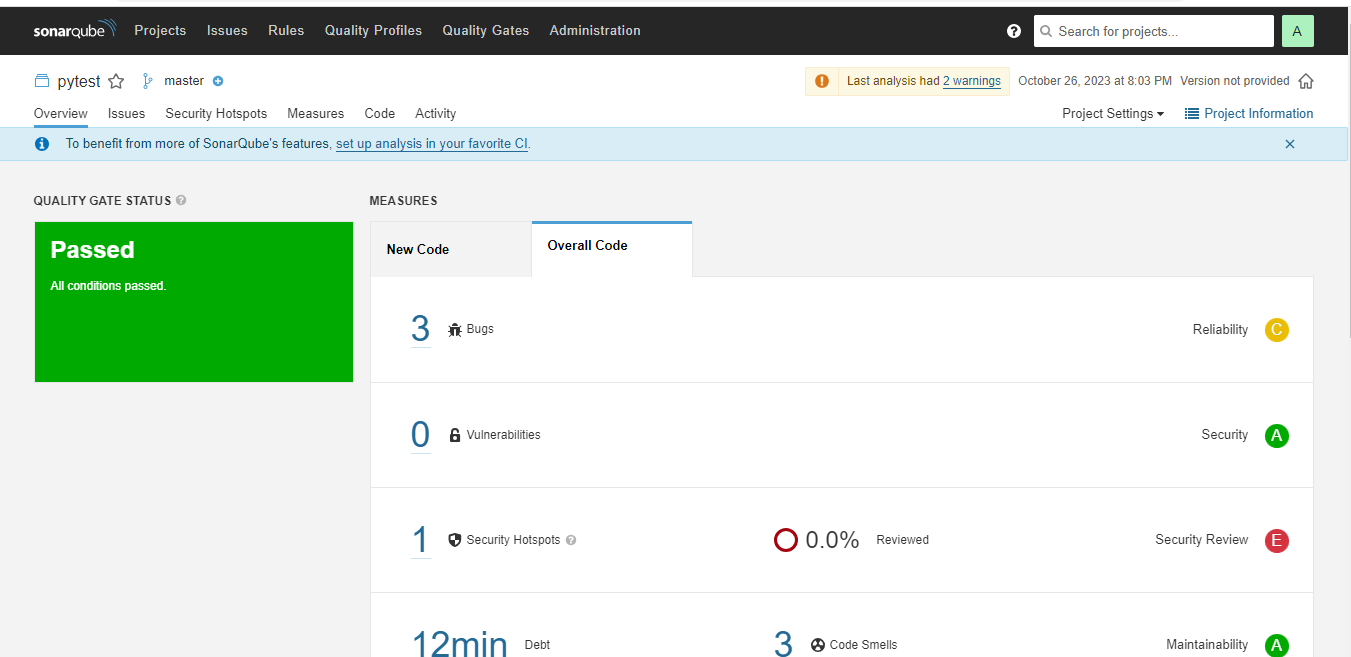 sonarqube Projects Issues Rules Quality Profiles Quality Gates Administration ? Search for projects... A
pytest master Last analysis had 2 warnings October 26, 2023 at 8:03 PM Version not provided
Overview Issues Security Hotspots Measures Code Activity Project Settings Project Information
To benefit from more of SonarQube's features, set up analysis in your favorite CI.
QUALITY GATE STATUS ?
Passed
All conditions passed.
MEASURES
New Code Overall Code
3 Bugs Reliability C
0 Vulnerabilities Security A
1 Security Hotspots ? 0.0% Reviewed Security Review E
12min Debt 3 Code Smells Maintainability A